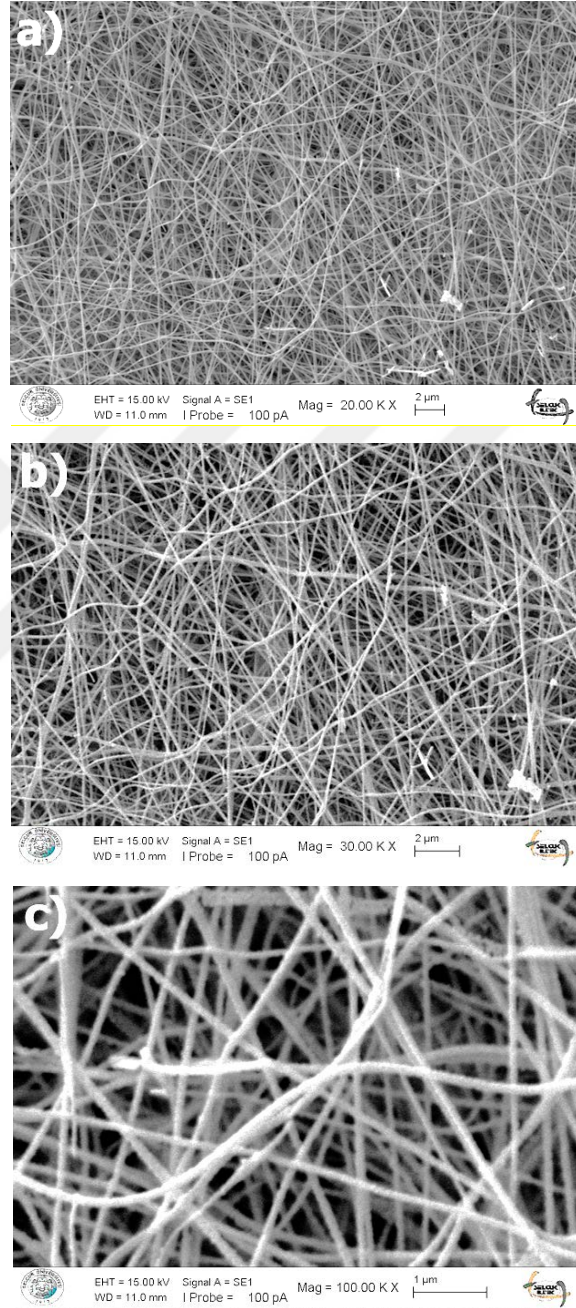 a)
EHT = 15.00 kV Signal A = SE1 Mag = 20.00 K X 2 µm
WD = 11.0 mm I Probe = 100 pA
b)
EHT = 15.00 kV Signal A = SE1 Mag = 30.00 K X 2 µm
WD = 11.0 mm I Probe = 100 pA
c)
EHT = 15.00 kV Signal A = SE1 Mag = 100.00 K X 1 µm
WD = 11.0 mm I Probe = 100 pA